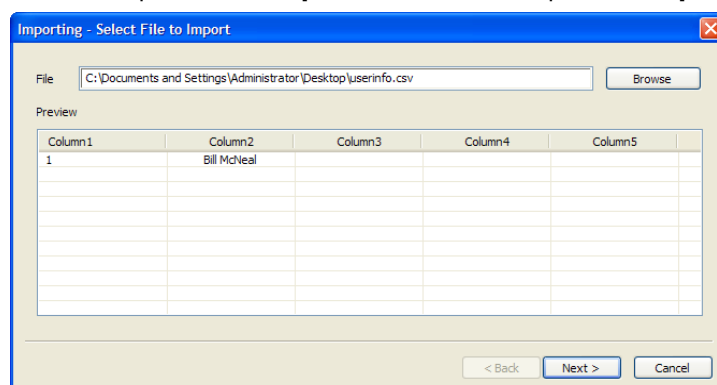 Importing - Select File to Import
File C:\Documents and Settings\Administrator\Desktop\userinfo.csv Browse
Preview
Column1 Column2 Column3 Column4 Column5
1 Bill McNeal
< Back Next > Cancel